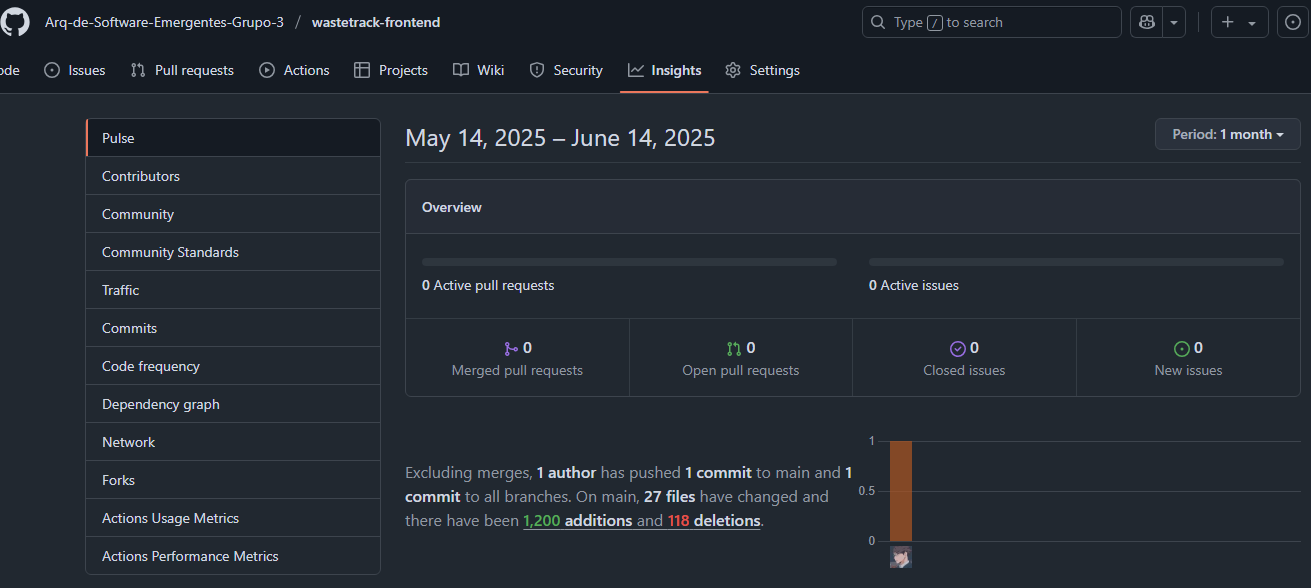 Arq-de-Software-Emergentes-Grupo-3 / wastetrack-frontend
Type / to search
ode Issues Pull requests Actions Projects Wiki Security Insights Settings
Pulse
Contributors
Community
Community Standards
Traffic
Commits
Code frequency
Dependency graph
Network
Forks
Actions Usage Metrics
Actions Performance Metrics
May 14, 2025 – June 14, 2025
Period: 1 month
Overview
0 Active pull requests
0 Active issues
0
Merged pull requests
0
Open pull requests
0
Closed issues
0
New issues
Excluding merges, 1 author has pushed 1 commit to main and 1
commit to all branches. On main, 27 files have changed and
there have been 1,200 additions and 118 deletions.
1
0.5
0